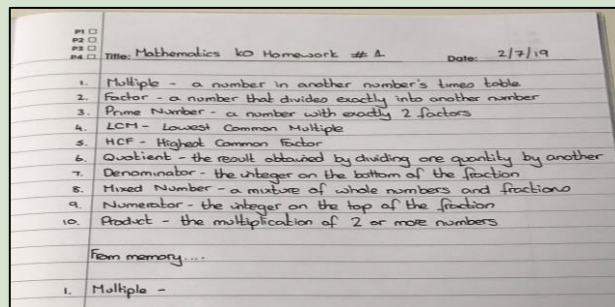 P1 □
P2 □
P3 □
P4 □ Title: Mathematics KO Homework #1 Date: 2/7/19
1. Multiple - a number in another number's times table
2. Factor - a number that divides exactly into another number
3. Prime Number - a number with exactly 2 factors
4. LCM - Lowest Common Multiple
5. HCF - Highest Common Factor
6. Quotient - the result obtained by dividing one quantity by another
7. Denominator - the integer on the bottom of the fraction
8. Mixed Number - a mixture of whole numbers and fractions
9. Numerator - the integer on the top of the fraction
10. Product - the multiplication of 2 or more numbers
From memory....
1. Multiple -